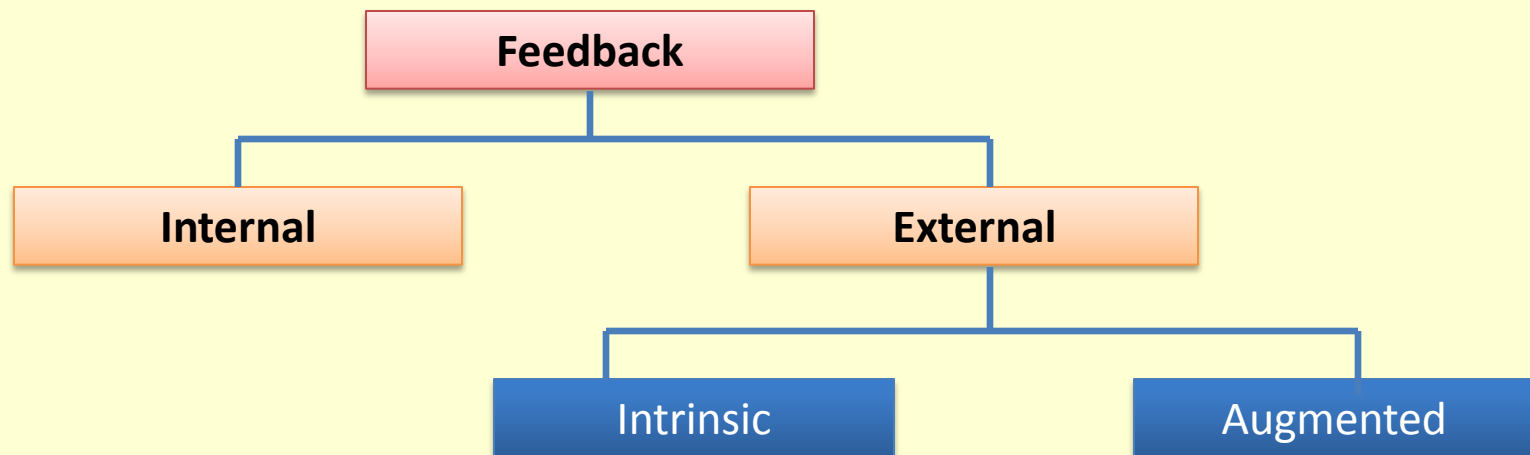 Feedback
Internal
External
Intrinsic
Augmented